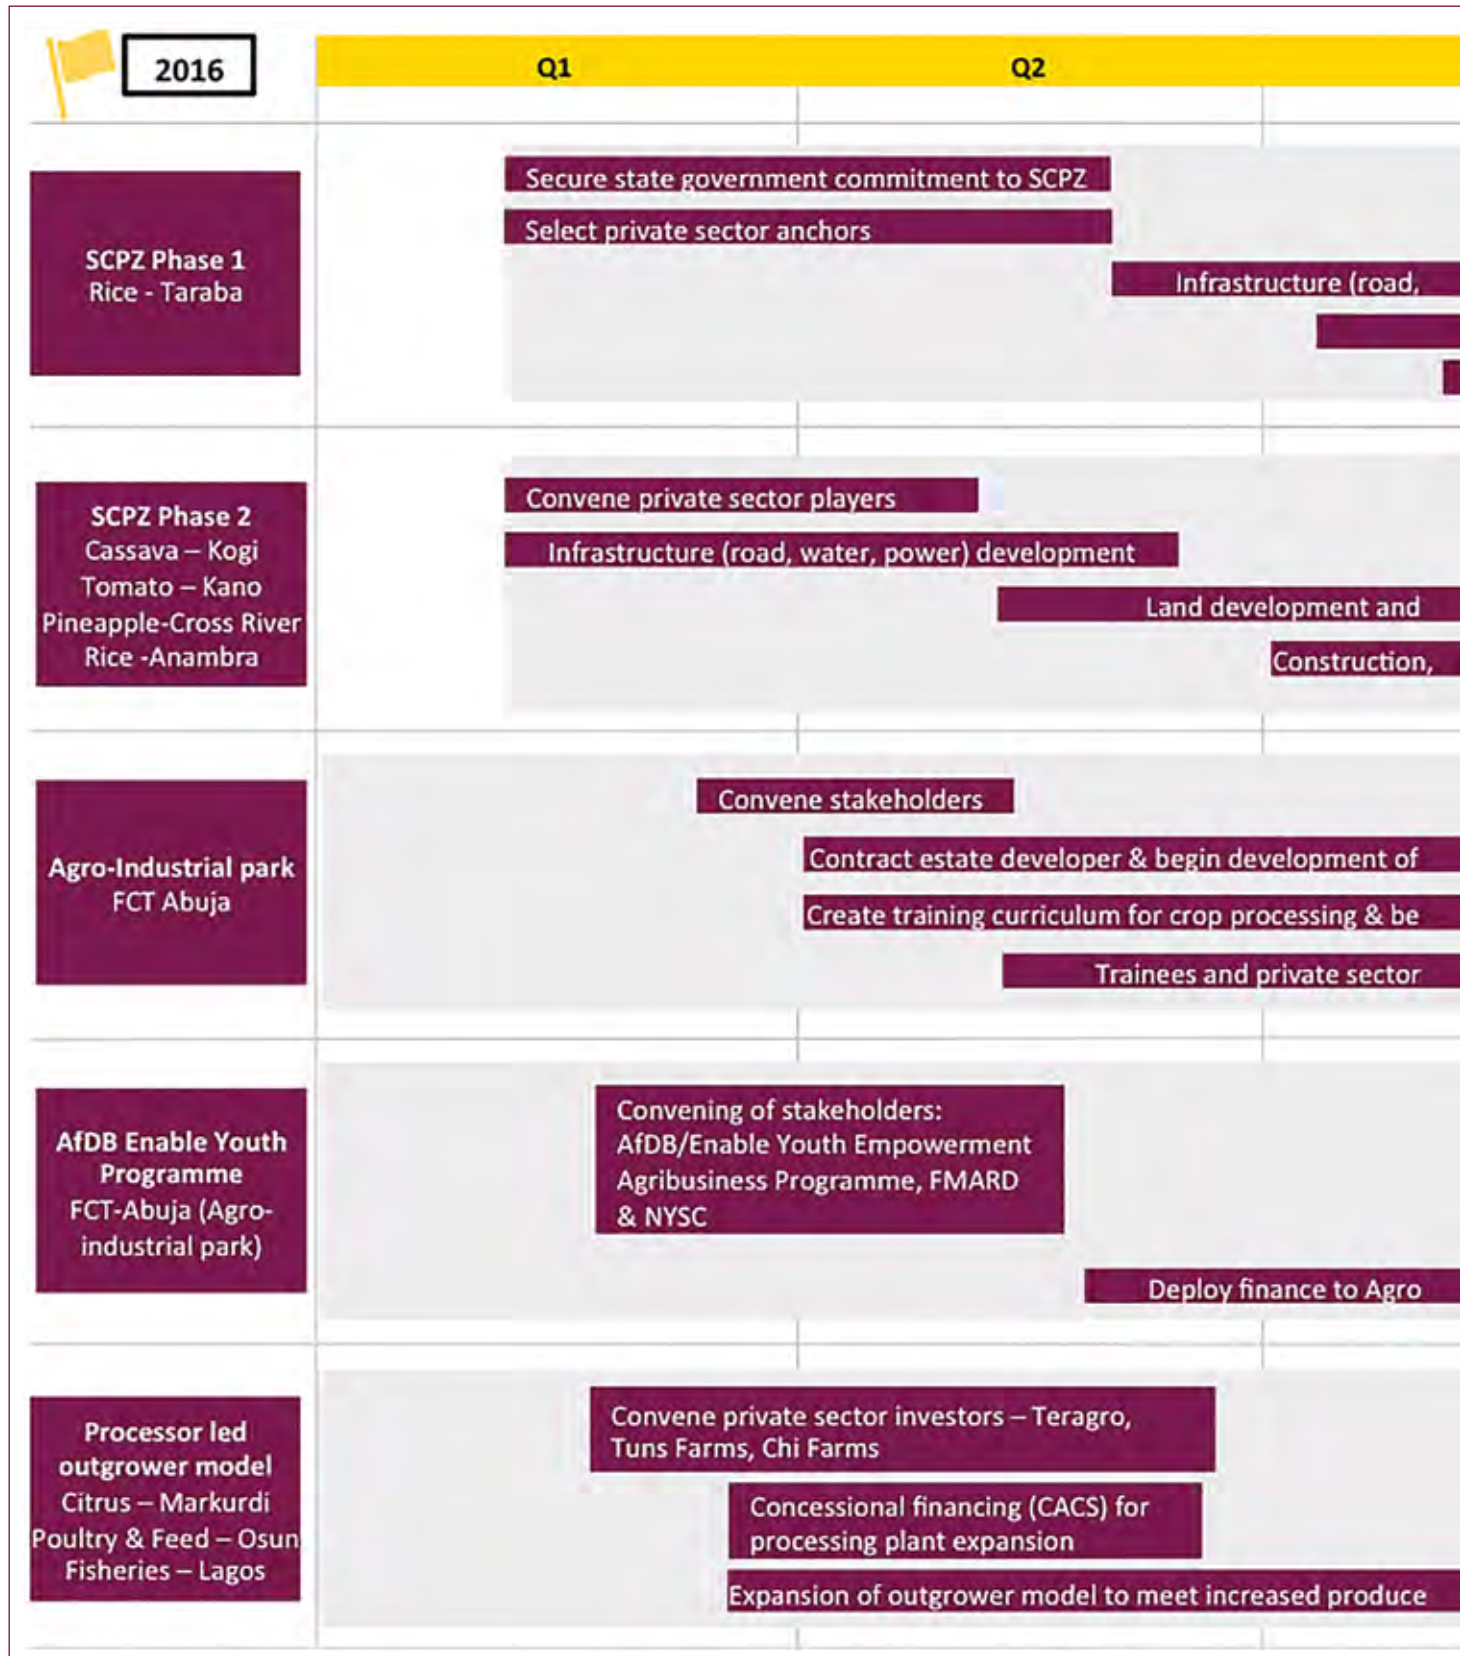 2016
Q1
Q2
SCPZ Phase 1
Rice - Taraba
Secure state government commitment to SCPZ
Select private sector anchors
Infrastructure (road,
SCPZ Phase 2
Cassava – Kogi
Tomato – Kano
Pineapple-Cross River
Rice -Anambra
Convene private sector players
Infrastructure (road, water, power) development
Land development and
Construction,
Agro-Industrial park
FCT Abuja
Convene stakeholders
Contract estate developer & begin development of
Create training curriculum for crop processing & be
Trainees and private sector
AfDB Enable Youth
Programme
FCT-Abuja (Agro-
industrial park)
Convening of stakeholders:
AfDB/Enable Youth Empowerment
Agribusiness Programme, FMARD
& NYSC
Deploy finance to Agro
Processor led
outgrower model
Citrus – Markurdi
Poultry & Feed – Osun
Fisheries – Lagos
Convene private sector investors – Teragro,
Tuns Farms, Chi Farms
Concessional financing (CACS) for
processing plant expansion
Expansion of outgrower model to meet increased produce